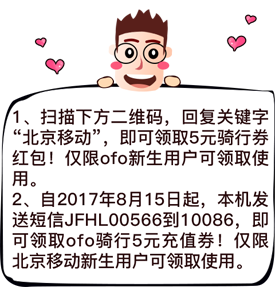 1、扫描下方二维码，回复关键字
“北京移动”，即可领取5元骑行券
红包！仅限ofo新生用户可领取使
用。
2、自2017年8月15日起，本机发
送短信JFHL00566到10086，即
可领取ofo骑行5元充值券！仅限
北京移动新生用户可领取使用。